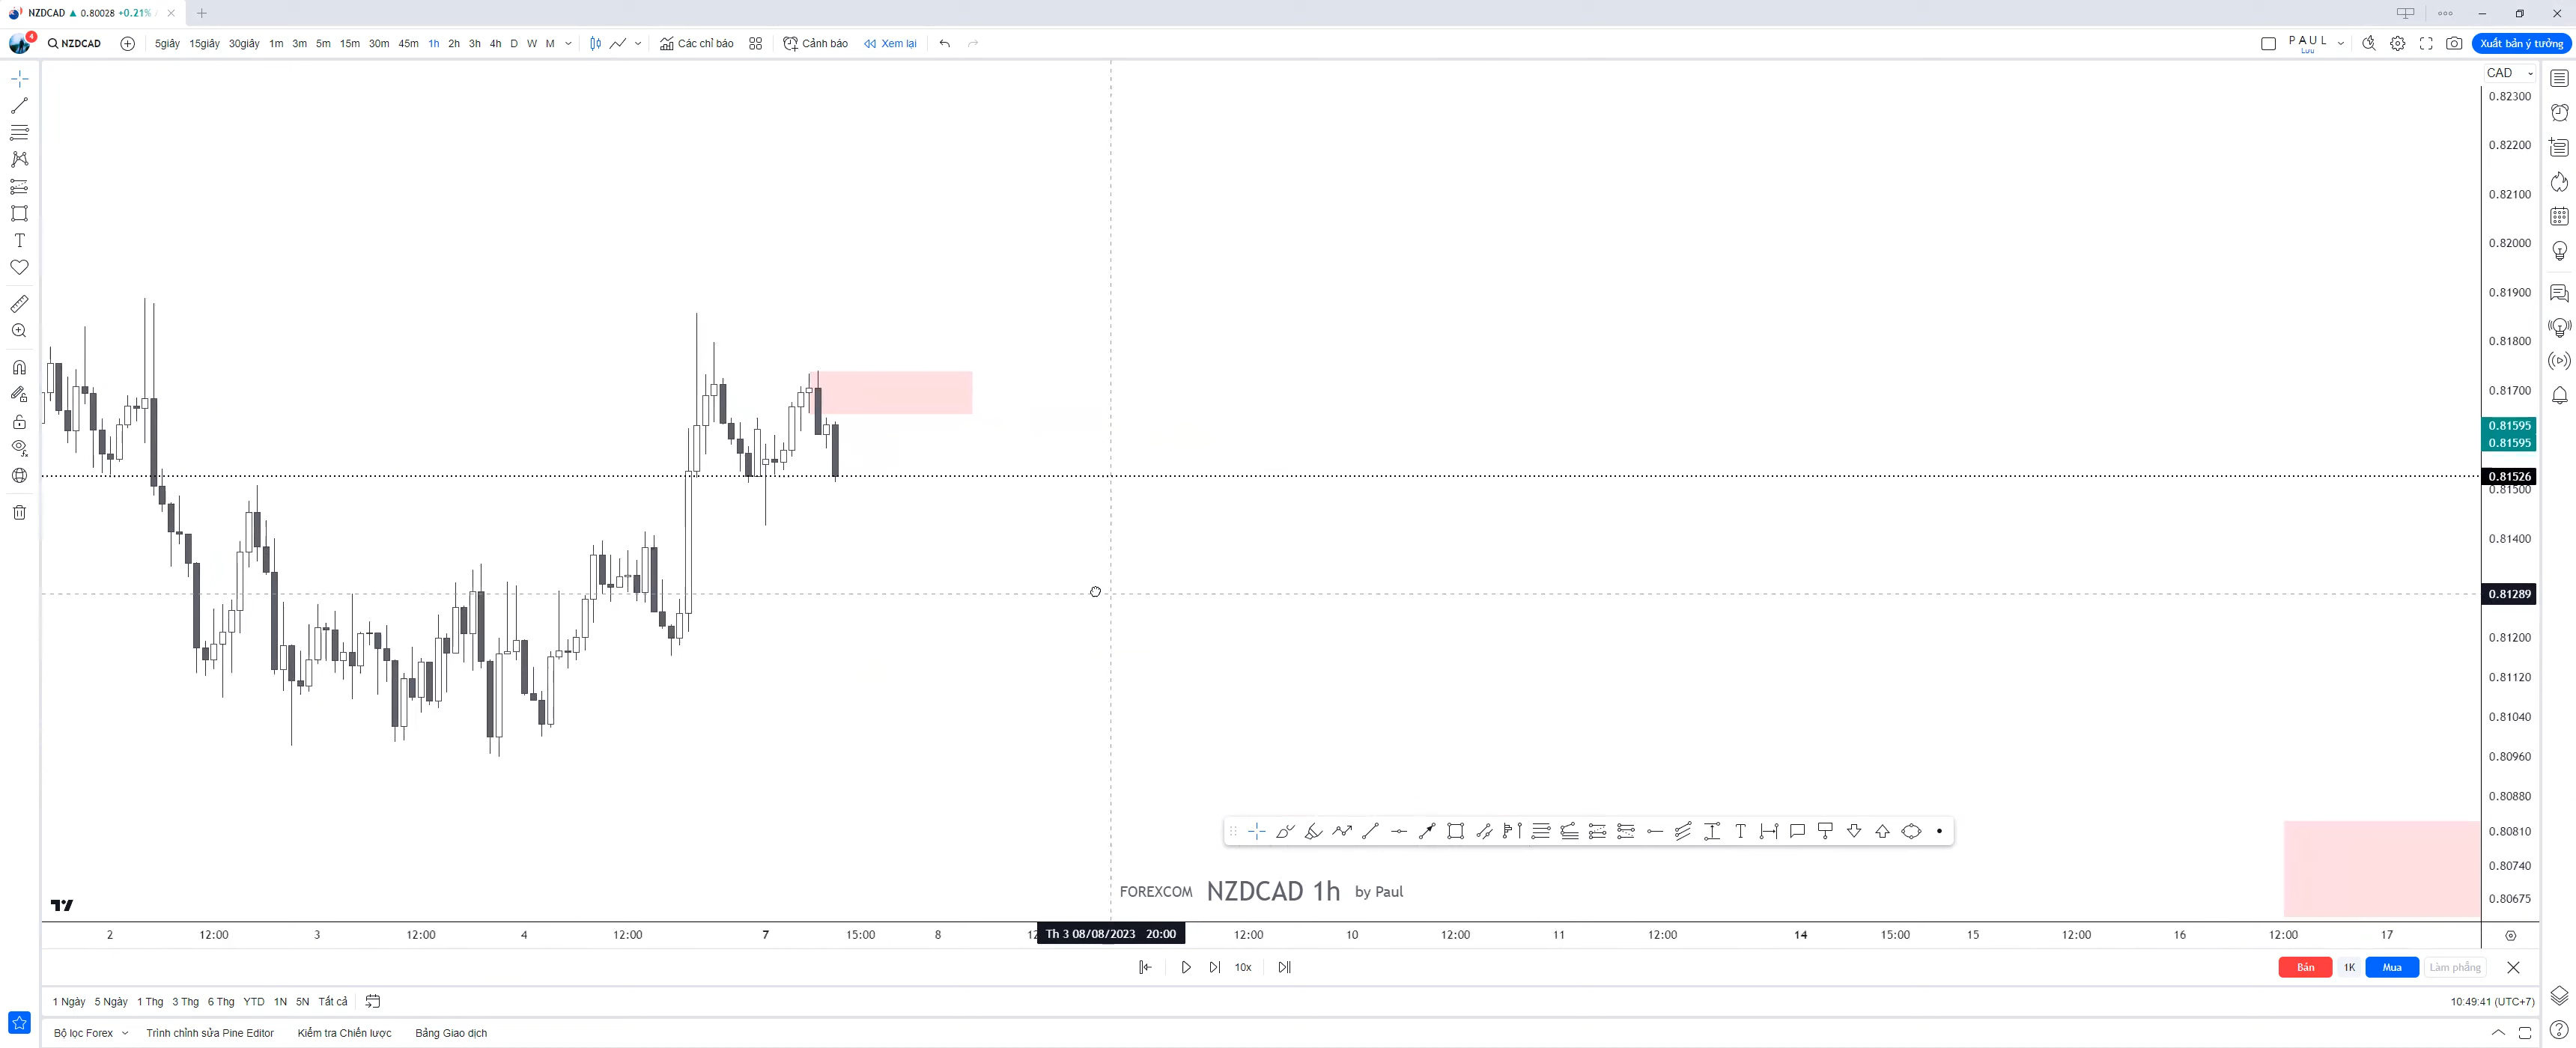 NZDCAD ▲ 0.80028 +0.21%
4
NZDCAD 5giây 15giây 30giây 1m 3m 5m 15m 30m 45m 1h 2h 3h 4h D W M Các chỉ báo Cảnh báo Xem lại PAUL Xuất bản ý tưởng
Lưu
CAD
0.82300
0.82200
0.82100
0.82000
0.81900
0.81800
0.81700
0.81595
0.81595
0.81526
0.81500
0.81400
0.81289
0.81200
0.81120
0.81040
0.80960
0.80880
0.80810
0.80740
0.80675
FOREXCOM NZDCAD 1h by Paul
2 12:00 3 12:00 4 12:00 7 15:00 8 12 Th 3 08/08/2023 20:00 12:00 10 12:00 11 12:00 14 15:00 15 12:00 16 12:00 17
10x Bán 1K Mua Làm phẳng
1 Ngày 5 Ngày 1 Thg 3 Thg 6 Thg YTD 1N 5N Tất cả 10:49:41 (UTC+7)
Bộ lọc Forex Trình chỉnh sửa Pine Editor Kiểm tra Chiến lược Bảng Giao dịch